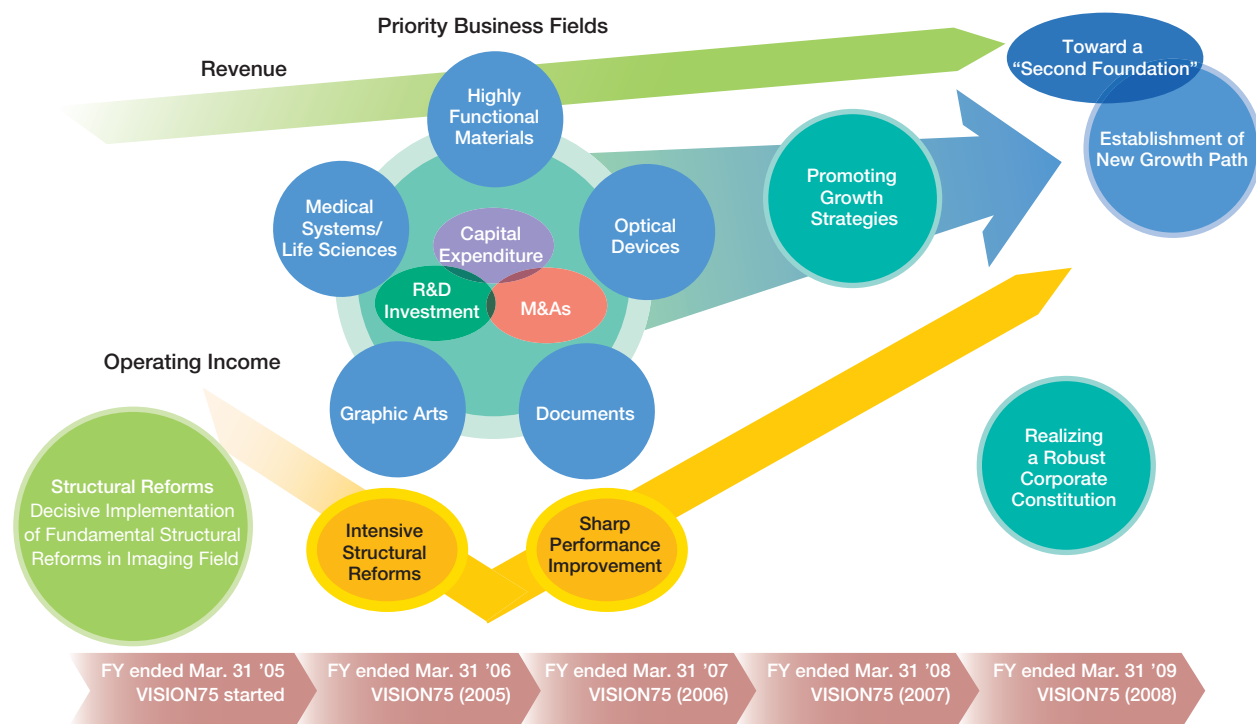 Priority Business Fields
Revenue
Toward a
“Second Foundation”
Establishment of
New Growth Path
Highly
Functional
Materials
Medical
Systems/
Life Sciences
Capital
Expenditure
Optical
Devices
Promoting
Growth
Strategies
R&D
Investment
M&As
Operating Income
Graphic Arts
Documents
Structural Reforms
Decisive Implementation
of Fundamental Structural
Reforms in Imaging Field
Intensive
Structural
Reforms
Sharp
Performance
Improvement
Realizing
a Robust
Corporate
Constitution
FY ended Mar. 31 ’05
VISION75 started
FY ended Mar. 31 ’06
VISION75 (2005)
FY ended Mar. 31 ’07
VISION75 (2006)
FY ended Mar. 31 ’08
VISION75 (2007)
FY ended Mar. 31 ’09
VISION75 (2008)